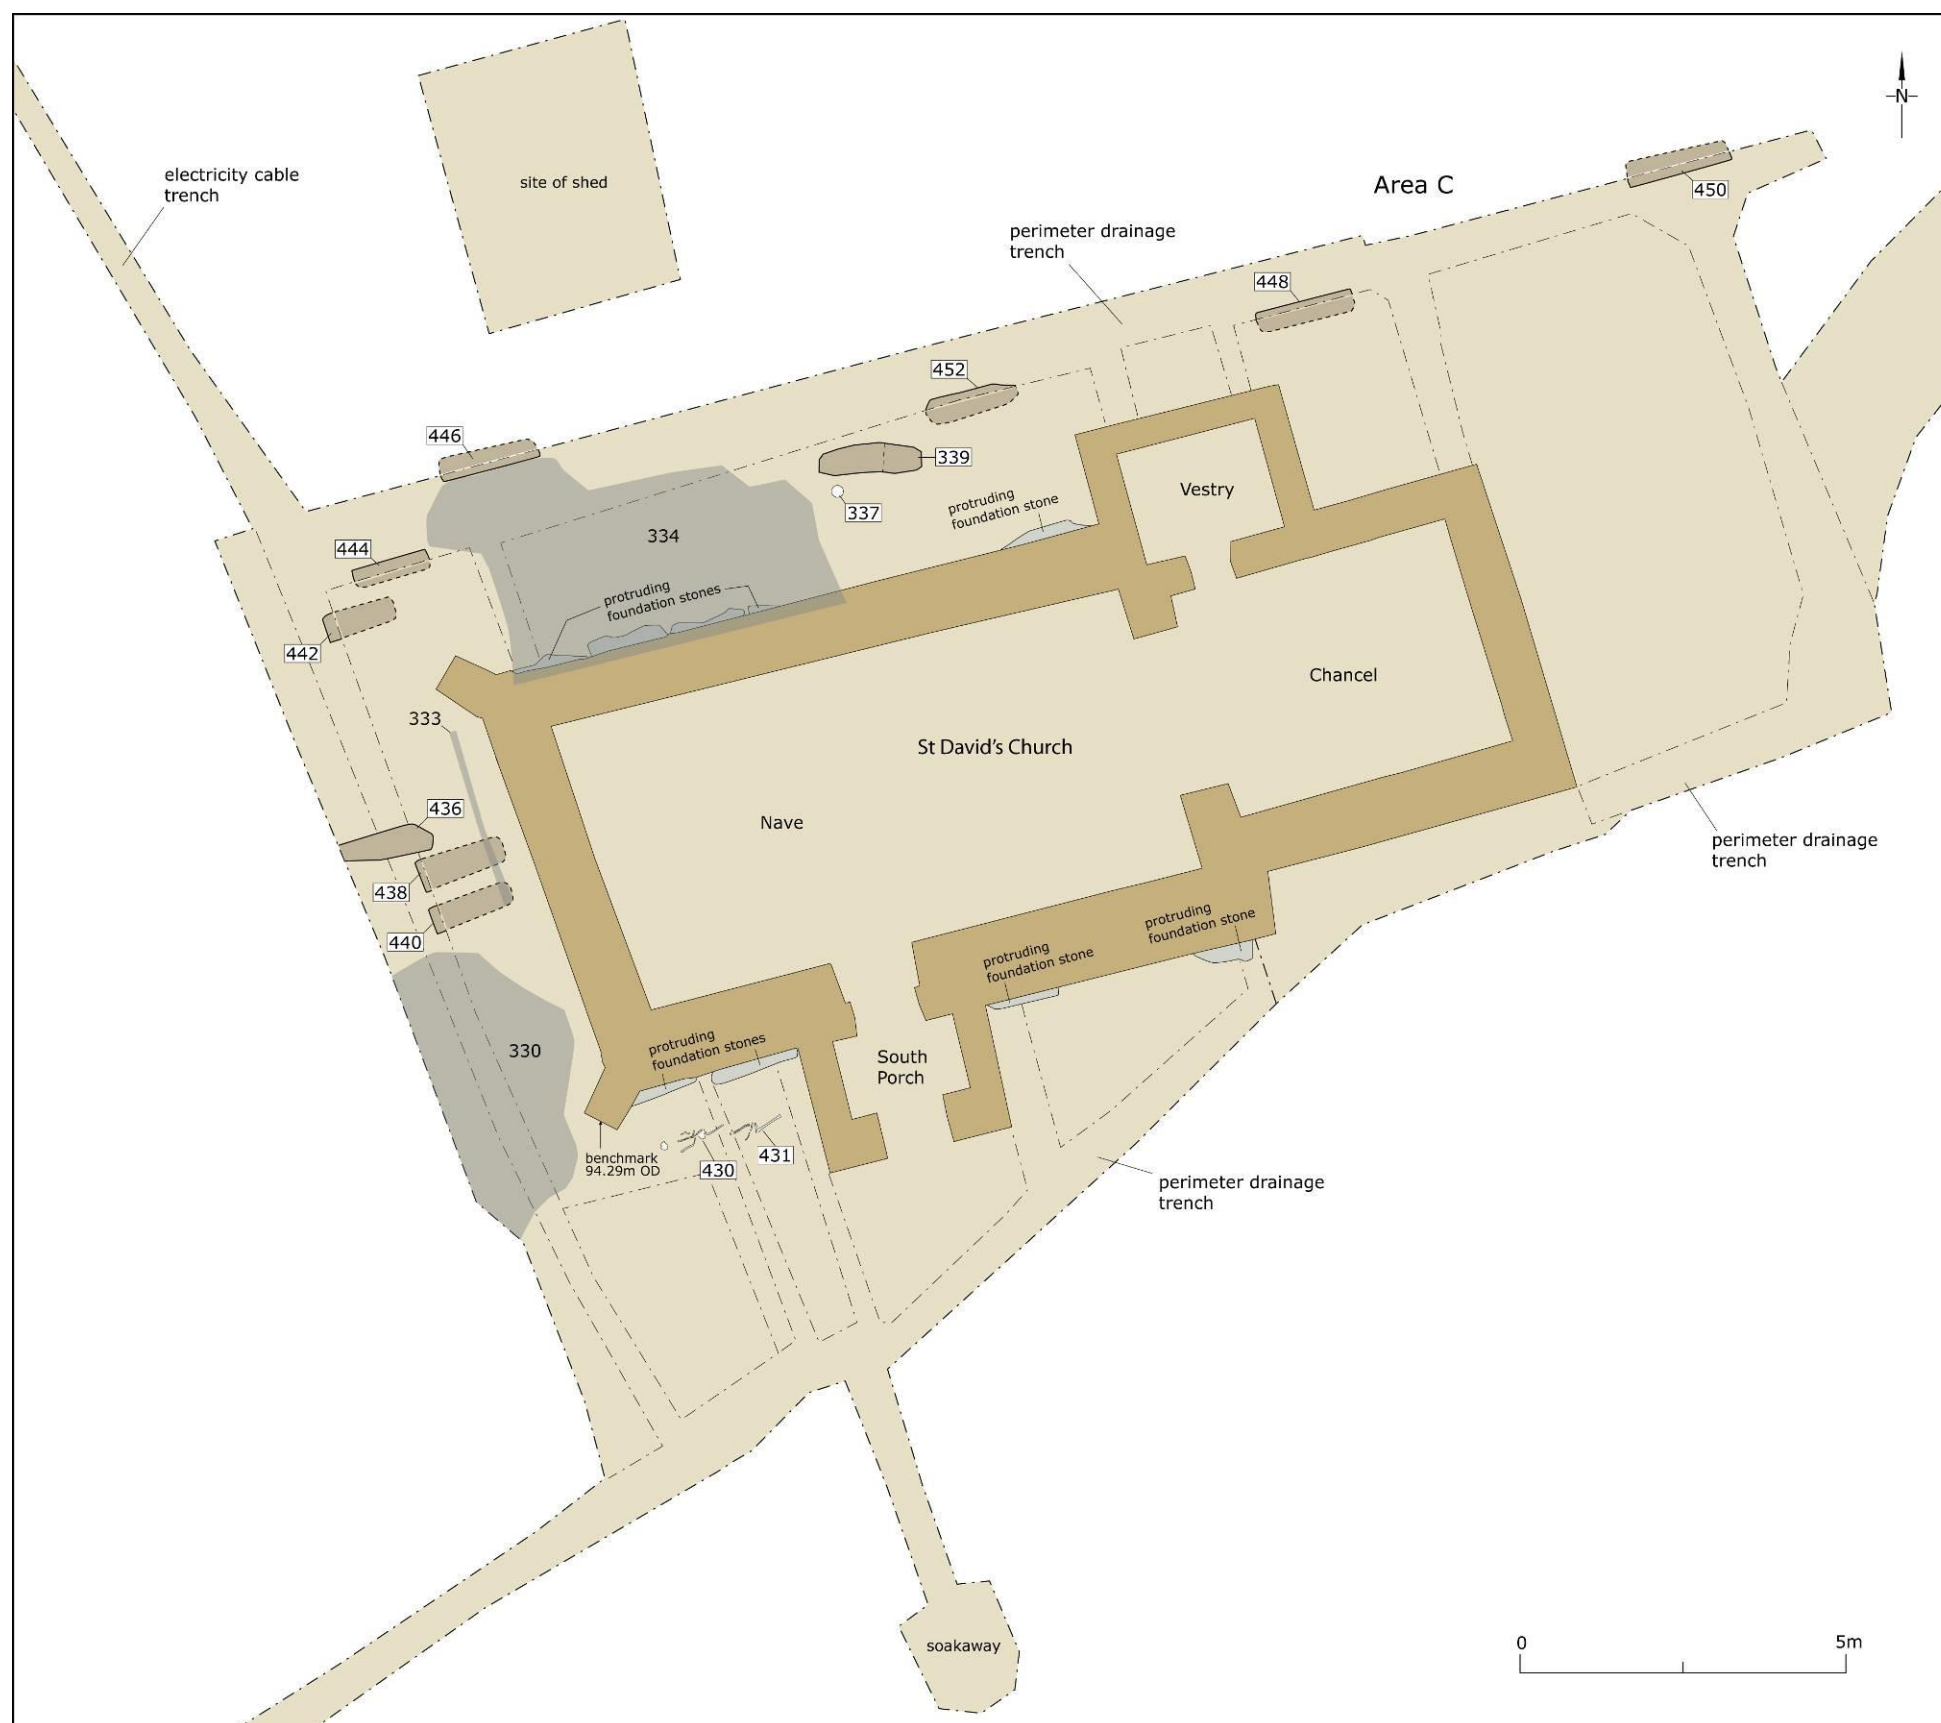 N
Area C
electricity cable
trench
site of shed
450
perimeter drainage
trench
448
452
446
339
337
protruding
foundation stone
Vestry
334
444
protruding
foundation stones
442
Chancel
333
St David's Church
436
Nave
perimeter drainage
trench
438
440
protruding
foundation stone
protruding
foundation stone
330
protruding
foundation stones
South
Porch
benchmark
94.29m OD
430
431
perimeter drainage
trench
soakaway
0
5m